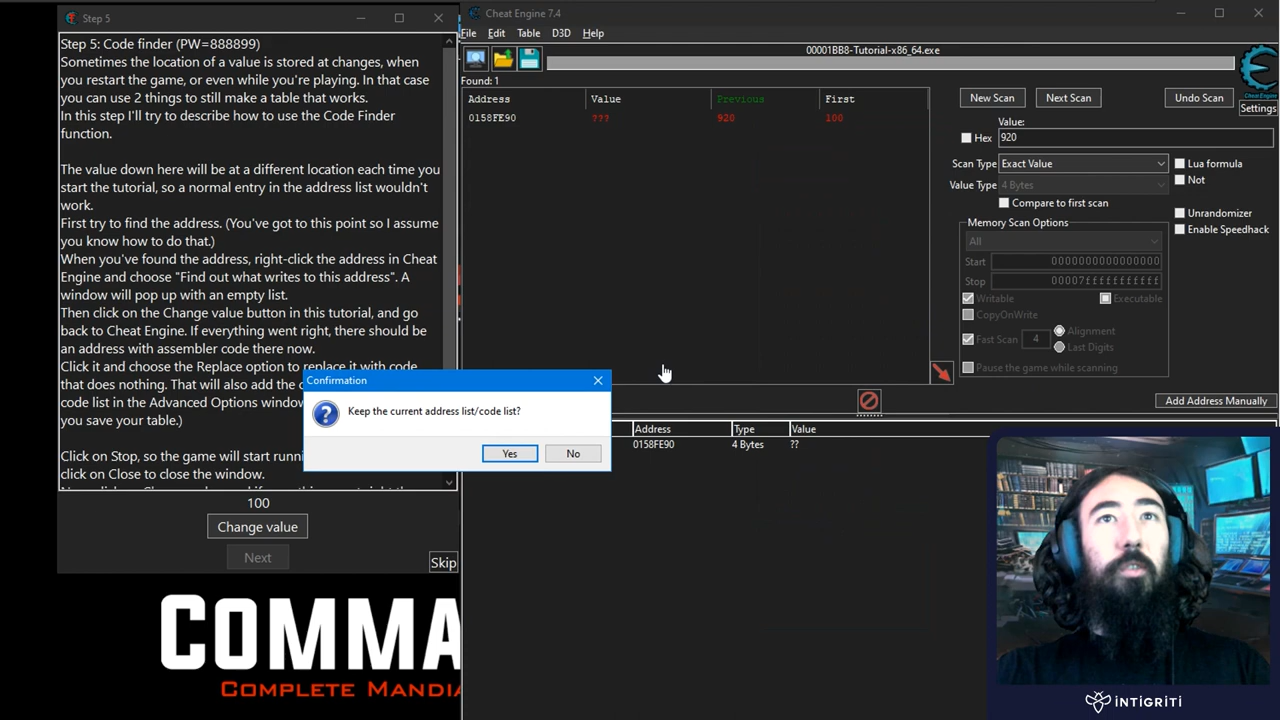 Step 5
Step 5: Code finder (PW=888899)
Sometimes the location of a value is stored at changes, when
you restart the game, or even while you're playing. In that case
you can use 2 things to still make a table that works.
In this step I'll try to describe how to use the Code Finder
function.
The value down here will be at a different location each time you
start the tutorial, so a normal entry in the address list wouldn't
work.
First try to find the address. (You've got to this point so I assume
you know how to do that.)
When you've found the address, right-click the address in Cheat
Engine and choose "Find out what writes to this address". A
window will pop up with an empty list.
Then click on the Change value button in this tutorial, and go
back to Cheat Engine. If everything went right, there should be
an address with assembler code there now.
Click it and choose the Replace option to replace it with code
that does nothing. That will also add the
code list in the Advanced Options window
you save your table.)
Click on Stop, so the game will start
click on Close to close the window.
100
Change value
Next
Skip
Confirmation
Keep the current address list/code list?
Yes
No
Cheat Engine 7.4
File Edit Table D3D Help
00001BB8-Tutorial-x86_64.exe
Found: 1
Address Value Previous First
0158FE90 ??? 920 100
New Scan
Next Scan
Undo Scan
Cheat Engine
Settings
Value:
Hex
920
Scan Type
Exact Value
Lua formula
Value Type
4 Bytes
Not
Compare to first scan
Memory Scan Options
Unrandomizer
All
Enable Speedhack
Start
0000000000000000
Stop
00007fffffffffff
Writable
Executable
CopyOnWrite
Fast Scan
4
Alignment
Last Digits
Pause the game while scanning
Add Address Manually
Address Type Value
0158FE90 4 Bytes ??
COMMA
COMPLETE MANDIA
INTIGRITI